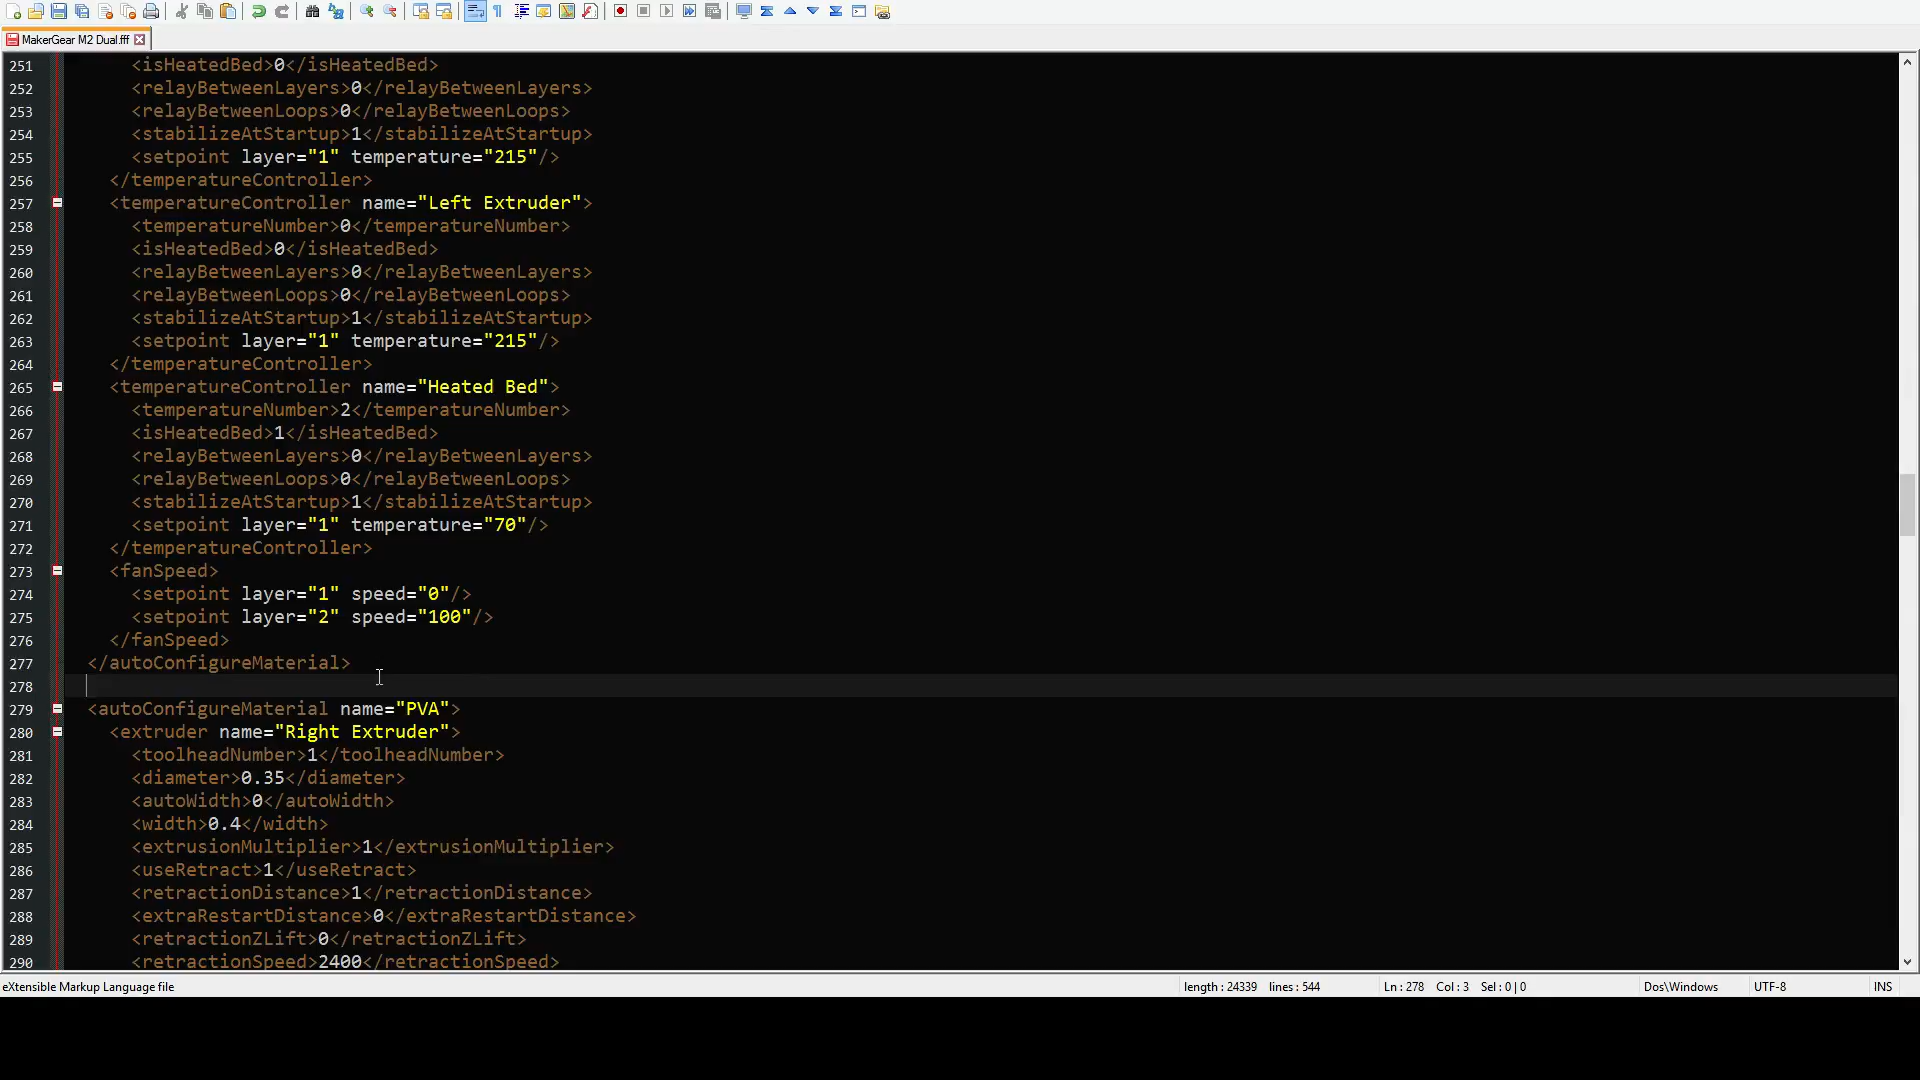 MakerGear M2 Dual.fff
251 <isHeatedBed>0</isHeatedBed>
252 <relayBetweenLayers>0</relayBetweenLayers>
253 <relayBetweenLoops>0</relayBetweenLoops>
254 <stabilizeAtStartup>1</stabilizeAtStartup>
255 <setpoint layer="1" temperature="215"/>
256 </temperatureController>
257 <temperatureController name="Left Extruder">
258 <temperatureNumber>0</temperatureNumber>
259 <isHeatedBed>0</isHeatedBed>
260 <relayBetweenLayers>0</relayBetweenLayers>
261 <relayBetweenLoops>0</relayBetweenLoops>
262 <stabilizeAtStartup>1</stabilizeAtStartup>
263 <setpoint layer="1" temperature="215"/>
264 </temperatureController>
265 <temperatureController name="Heated Bed">
266 <temperatureNumber>2</temperatureNumber>
267 <isHeatedBed>1</isHeatedBed>
268 <relayBetweenLayers>0</relayBetweenLayers>
269 <relayBetweenLoops>0</relayBetweenLoops>
270 <stabilizeAtStartup>1</stabilizeAtStartup>
271 <setpoint layer="1" temperature="70"/>
272 </temperatureController>
273 <fanSpeed>
274 <setpoint layer="1" speed="0"/>
275 <setpoint layer="2" speed="100"/>
276 </fanSpeed>
277 </autoConfigureMaterial>
278
279 <autoConfigureMaterial name="PVA">
280 <extruder name="Right Extruder">
281 <toolheadNumber>1</toolheadNumber>
282 <diameter>0.35</diameter>
283 <autoWidth>0</autoWidth>
284 <width>0.4</width>
285 <extrusionMultiplier>1</extrusionMultiplier>
286 <useRetract>1</useRetract>
287 <retractionDistance>1</retractionDistance>
288 <extraRestartDistance>0</extraRestartDistance>
289 <retractionZLift>0</retractionZLift>
290 <retractionSpeed>2400</retractionSpeed>
eXtensible Markup Language file length : 24339 lines : 544 Ln : 278 Col : 3 Sel : 0 | 0 Dos\Windows UTF-8 INS